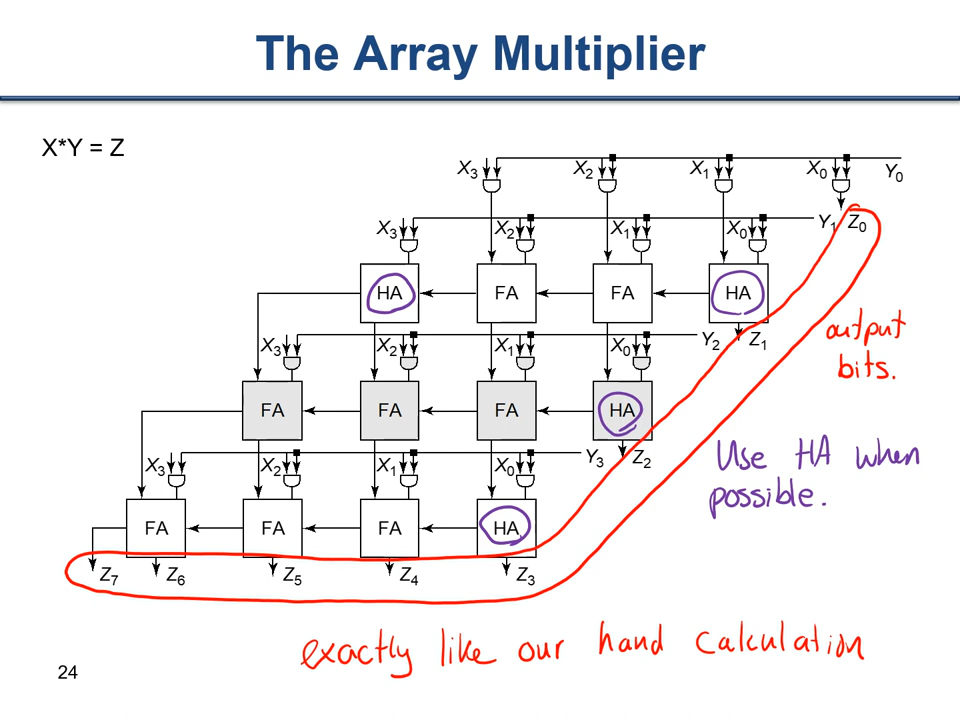 The Array Multiplier
X*Y = Z
X₃ X₂ X₁ X₀ Y₀
X₃ X₂ X₁ X₀ Y₁ Z₀
HA FA FA HA
X₃ X₂ X₁ X₀ Y₂ Z₁
output
bits.
FA FA FA HA
X₃ X₂ X₁ X₀ Y₃ Z₂
Use HA when
possible.
FA FA FA HA
Z₇ Z₆ Z₅ Z₄ Z₃
exactly like our hand calculation
24